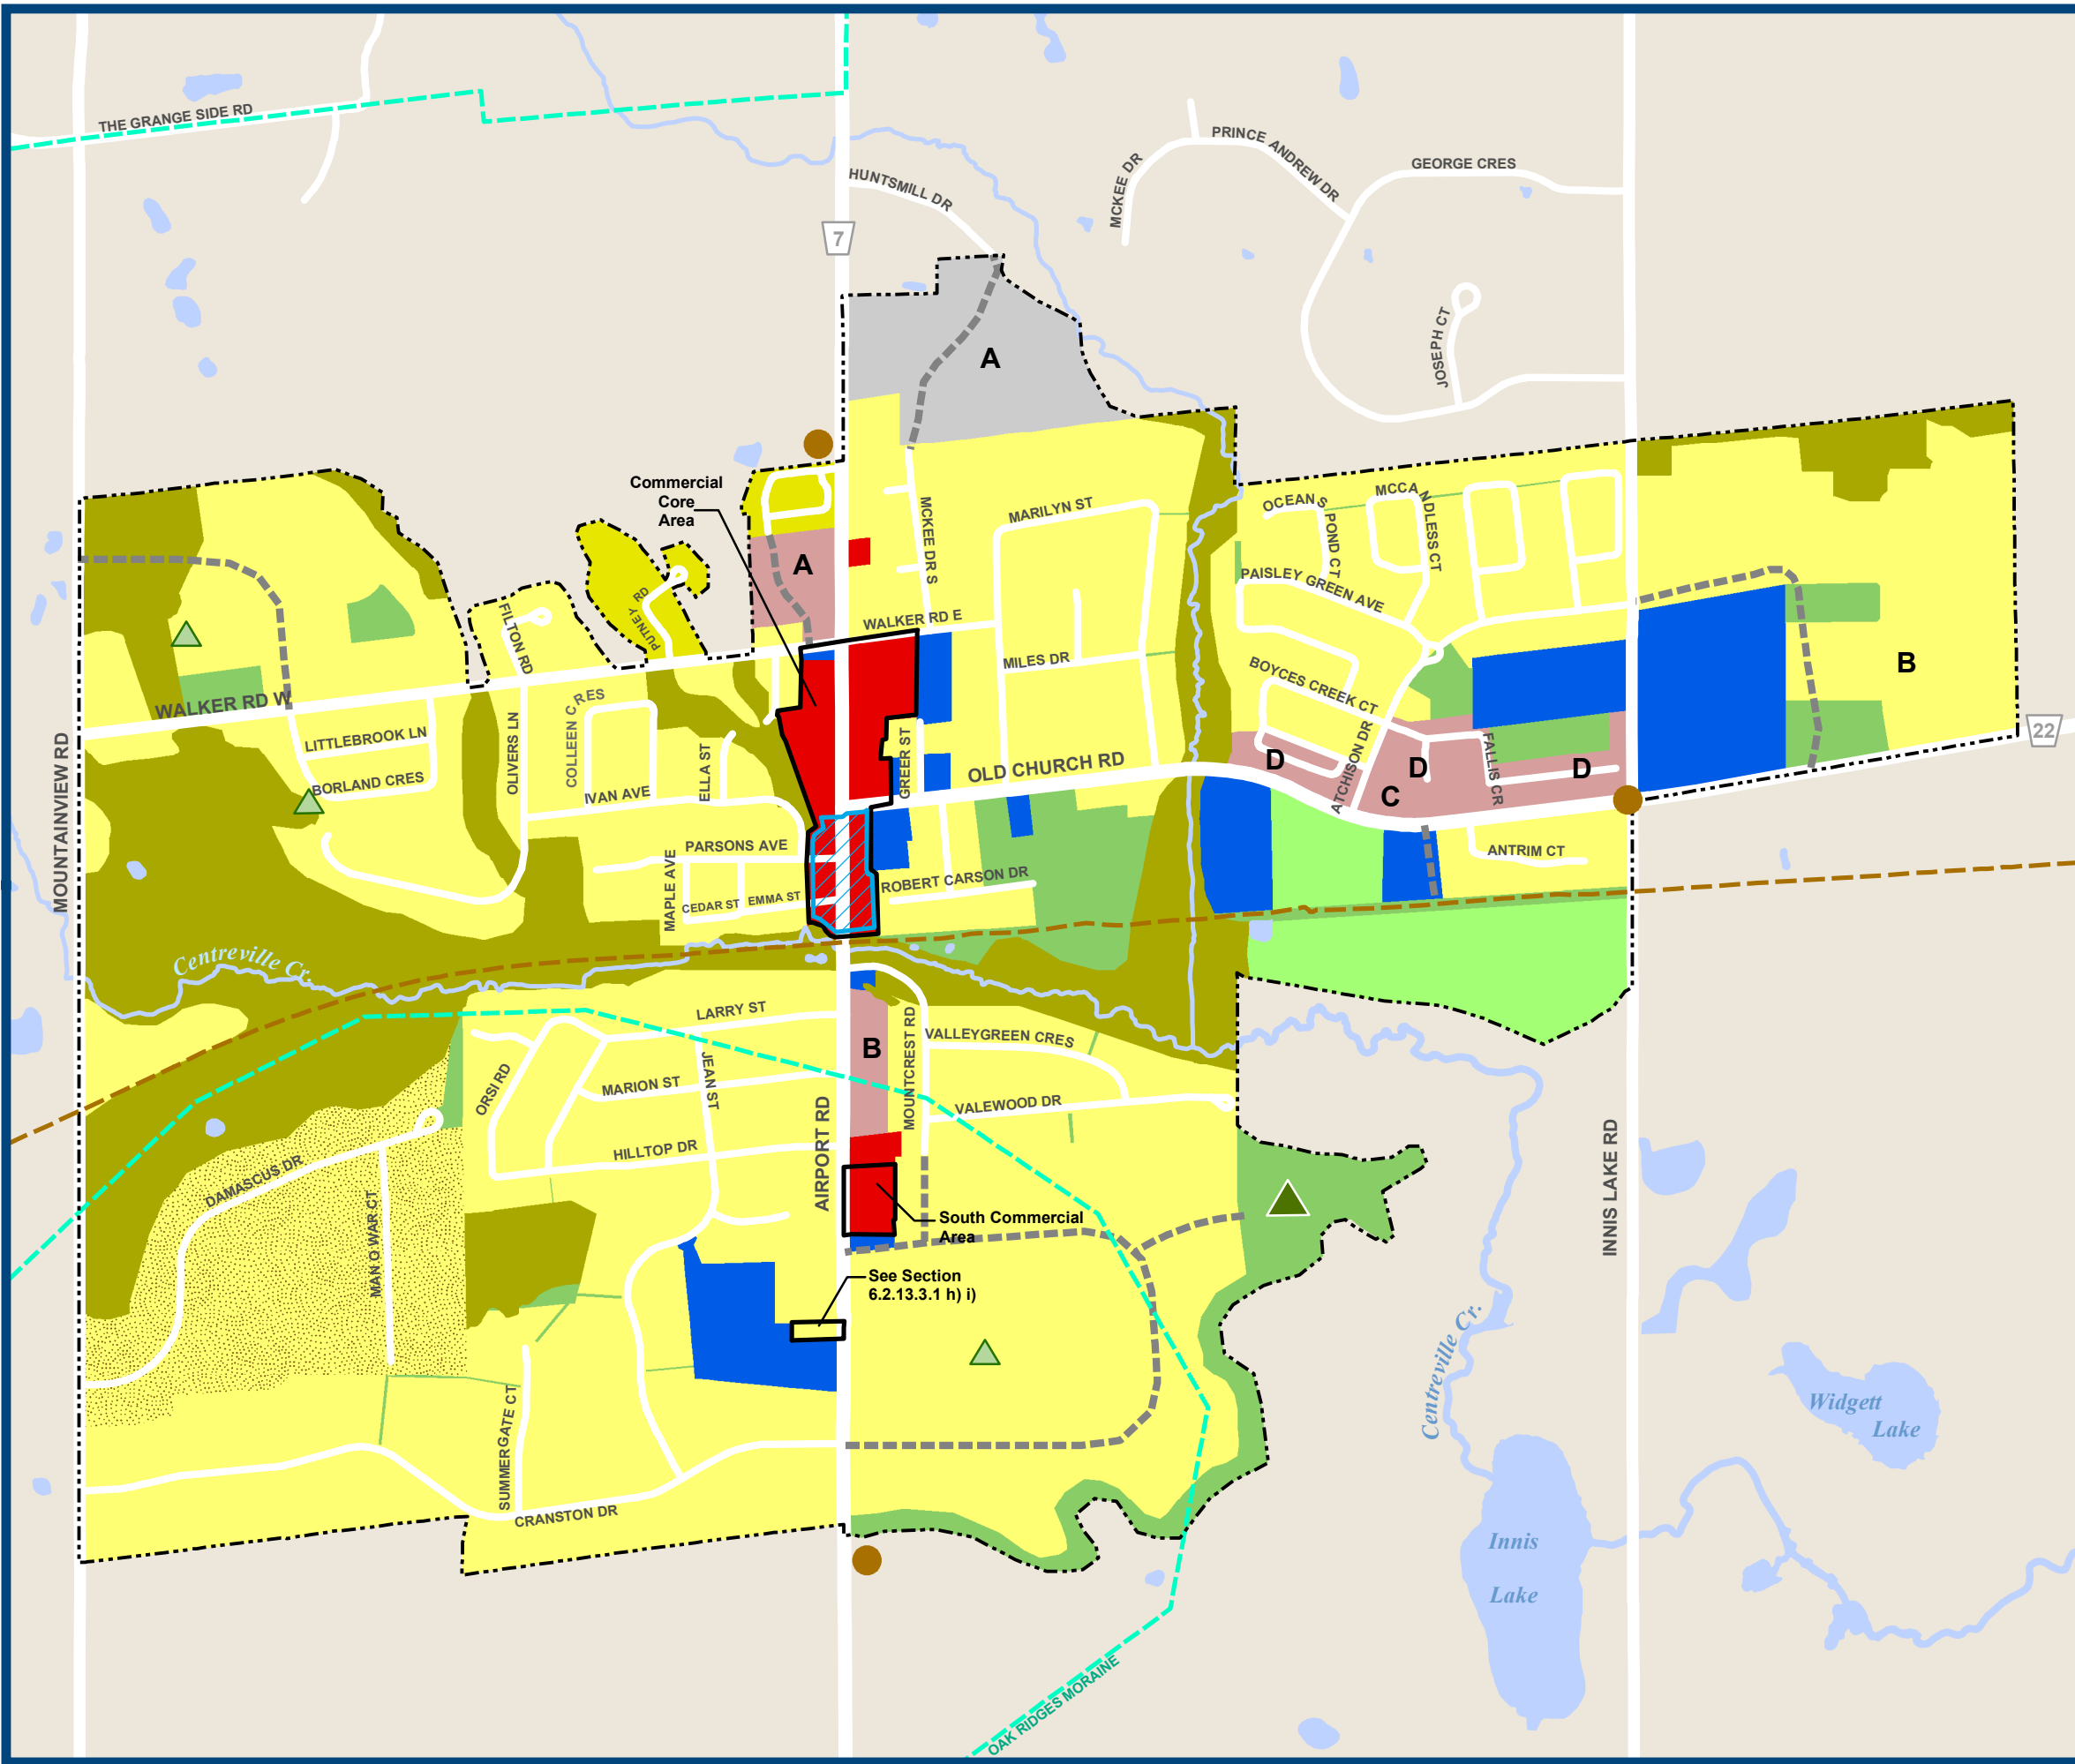 THE GRANGE SIDE RD
HUNTSMILL DR
7
MCKEE DR
PRINCE ANDREW DR
GEORGE CRES
JOSEPH CT
A
Commercial
Core
Area
A
MCKEE DR S
MARILYN ST
OCEANS
POND CT
MCCANDLESS CT
PAISLEY GREEN AVE
WALKER RD E
MILES DR
BOYCES CREEK CT
B
FILTON RD
PUTNEY RD
WALKER RD W
LITTLEBROOK LN
BORLAND CRES
OLIVERS LN
COLLEEN CRES
IVAN AVE
ELLA ST
GREER ST
OLD CHURCH RD
D
ATCHISON DR
D
C
FALLIS CR
D
22
MOUNTAINVIEW RD
PARSONS AVE
MAPLE AVE
CEDAR ST
EMMA ST
ROBERT CARSON DR
ANTRIM CT
Centreville Cr.
LARRY ST
ORSI RD
MARION ST
JEAN ST
HILLTOP DR
B
MOUNTCREST RD
VALLEYGREEN CRES
VALEWOOD DR
AIRPORT RD
INNIS LAKE RD
DAMASCUS DR
MAN O WAR CT
South Commercial
Area
See Section
6.2.13.3.1 h) i)
SUMMERGATE CT
CRANSTON DR
Centreville Cr.
Widgett
Lake
Innis
Lake
OAK RIDGES MORAINE